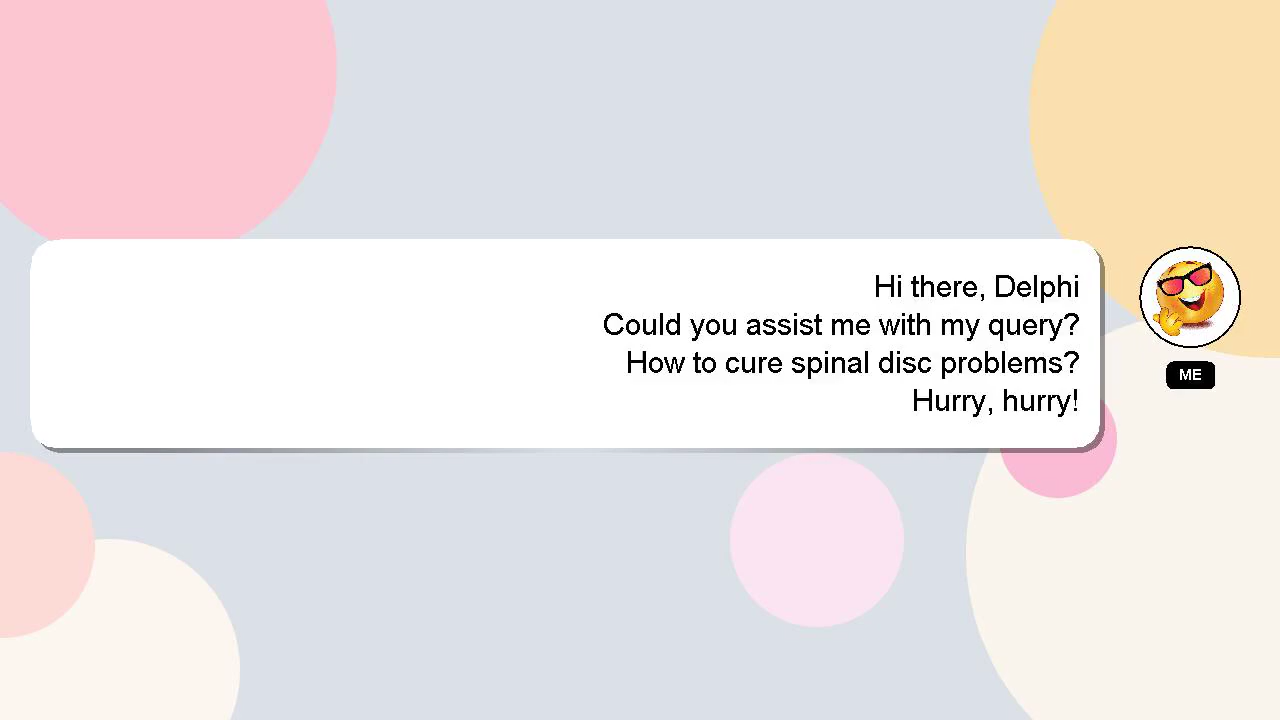 Hi there, Delphi
Could you assist me with my query?
How to cure spinal disc problems?
Hurry, hurry!
ME